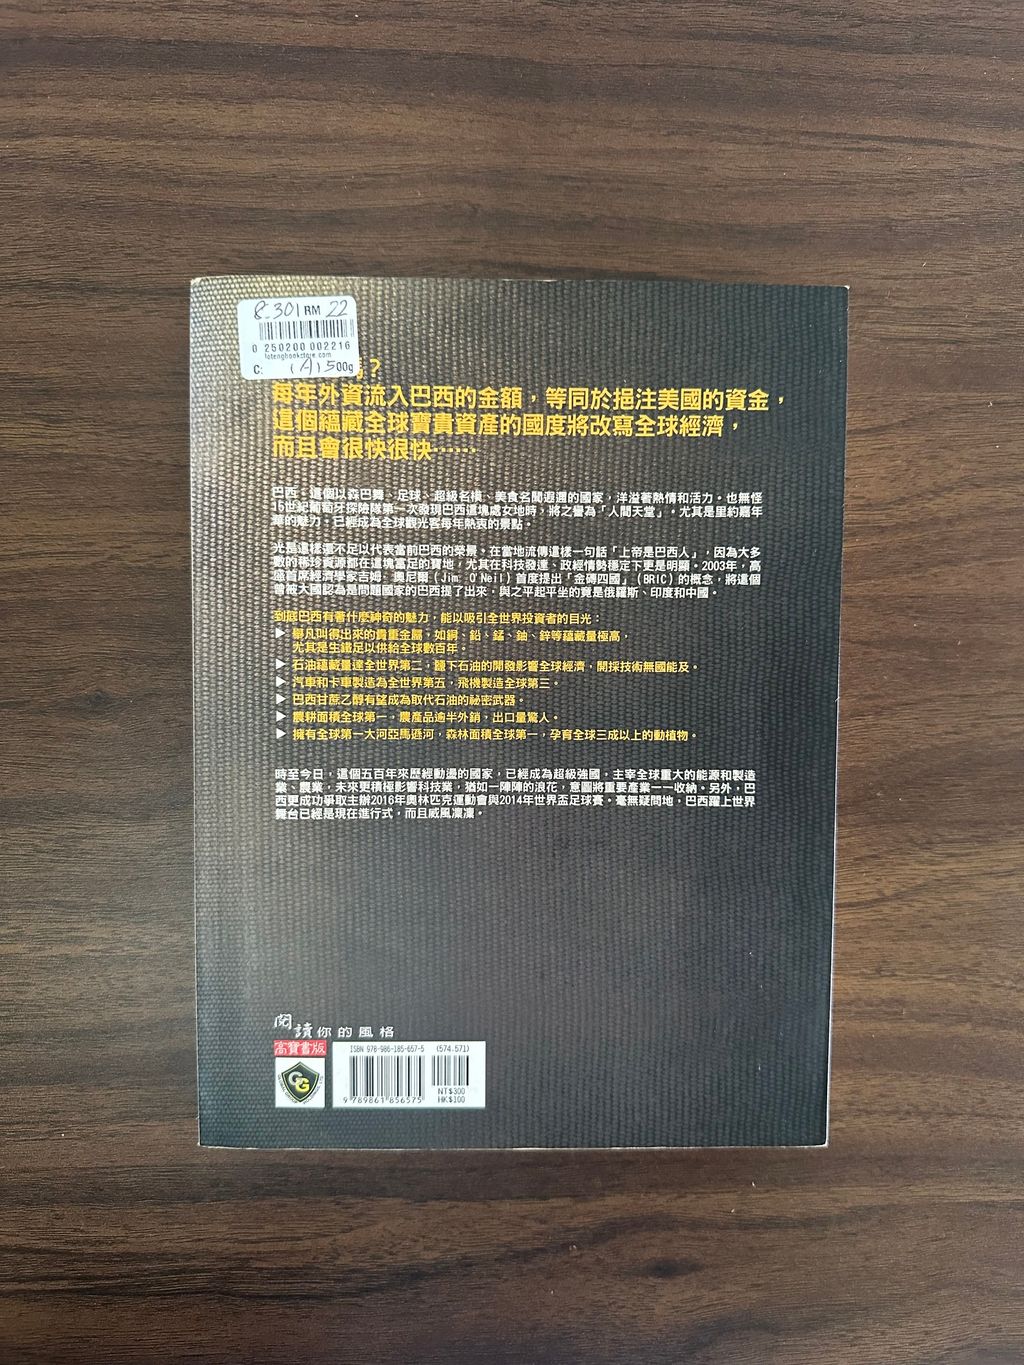 8-301 RM 22
0 250200 002216
totengbookstore.com
C: (A) 500g
?
每年外資流入巴西的金額，等同於挹注美國的資金，
這個蘊藏全球寶貴資產的國度將改寫全球經濟，
而且會很快很快……
巴西。這個以森巴舞、足球、超級名模、美食名聞遐邇的國家，洋溢著熱情和活力。也無怪
15世紀葡萄牙探險隊第一次發現巴西這塊處女地時，將之譽為「人間天堂」。尤其是里約嘉年
華的魅力，已經成為全球觀光客每年熱衷的景點。
光是這樣還不足以代表當前巴西的榮景。在當地流傳這樣一句話「上帝是巴西人」，因為大多
數的稀珍資源都在這塊富足的寶地，尤其在科技發達、政經情勢穩定下更是明顯。2003年，高
盛首席經濟學家吉姆．奧尼爾（Jim O'Neil）首度提出「金磚四國」（BRIC）的概念，將這個
曾被大國認為是問題國家的巴西提了出來，與之平起平坐的竟是俄羅斯、印度和中國。
到底巴西有著什麼神奇的魅力，能以吸引全世界投資者的目光：
▶ 舉凡叫得出來的貴重金屬，如銅、鉛、錳、鈾、鋅等蘊藏量極高，
尤其是生鐵足以供給全球數百年。
▶ 石油蘊藏量達全世界第二，鹽下石油的開發影響全球經濟，開採技術無國能及。
▶ 汽車和卡車製造為全世界第五，飛機製造全球第三。
▶ 巴西甘蔗乙醇有望成為取代石油的祕密武器。
▶ 農耕面積全球第一，農產品逾半外銷，出口量驚人。
▶ 擁有全球第一大河亞馬遜河，森林面積全球第一，孕育全球三成以上的動植物。
時至今日，這個五百年來歷經動盪的國家，已經成為超級強國，主宰全球重大的能源和製造
業、農業，未來更積極影響科技業，猶如一陣陣的浪花，意圖將重要產業一一收納。另外，巴
西更成功爭取主辦2016年奧林匹克運動會與2014年世界盃足球賽。毫無疑問地，巴西躍上世界
舞台已經是現在進行式，而且威風凜凜。
閱讀你的風格
高寶書版
GG
ISBN 978-986-185-657-5 (574.571)
9 789861 856575
NT$300
HK$100